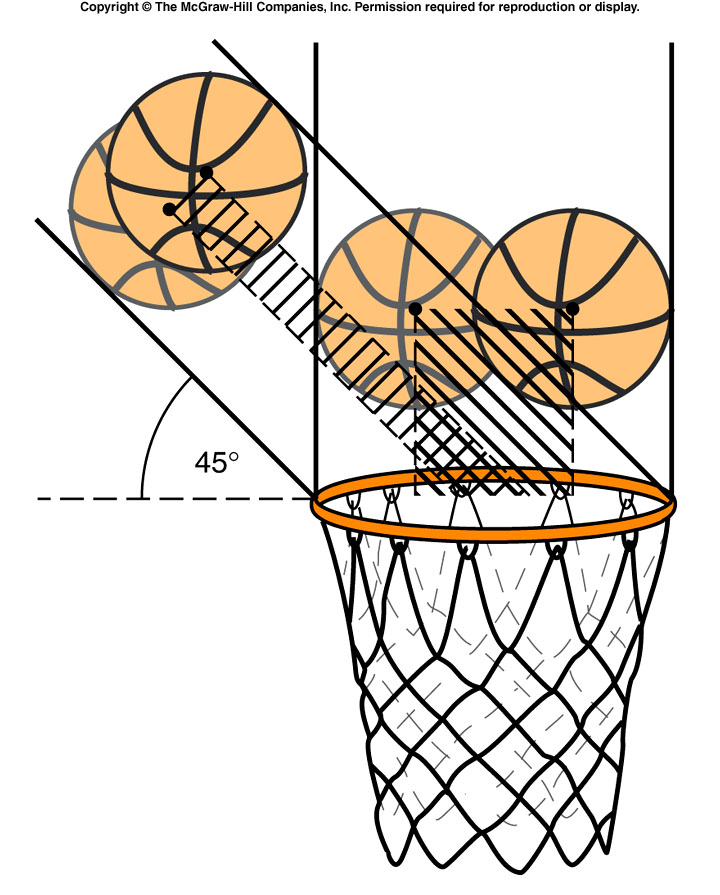 Copyright © The McGraw-Hill Companies, Inc. Permission required for reproduction or display.
45°